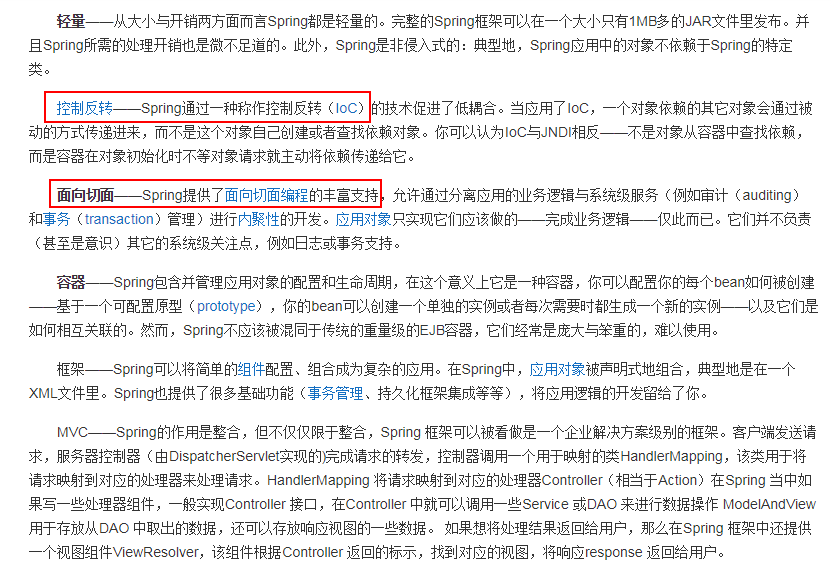 轻量——从大小与开销两方面而言Spring都是轻量的。完整的Spring框架可以在一个大小只有1MB多的JAR文件里发布。并
且Spring所需的处理开销也是微不足道的。此外，Spring是非侵入式的：典型地，Spring应用中的对象不依赖于Spring的特定
类。
控制反转——Spring通过一种称作控制反转（IoC）的技术促进了低耦合。当应用了IoC，一个对象依赖的其它对象会通过被
动的方式传递进来，而不是这个对象自己创建或者查找依赖对象。你可以认为IoC与JNDI相反——不是对象从容器中查找依赖，
而是容器在对象初始化时不等对象请求就主动将依赖传递给它。
面向切面——Spring提供了面向切面编程的丰富支持，允许通过分离应用的业务逻辑与系统级服务（例如审计（auditing）
和事务（transaction）管理）进行内聚性的开发。应用对象只实现它们应该做的——完成业务逻辑——仅此而已。它们并不负责
（甚至是意识）其它的系统级关注点，例如日志或事务支持。
容器——Spring包含并管理应用对象的配置和生命周期，在这个意义上它是一种容器，你可以配置你的每个bean如何被创建
——基于一个可配置原型（prototype），你的bean可以创建一个单独的实例或者每次需要时都生成一个新的实例——以及它们是
如何相互关联的。然而，Spring不应该被混同于传统的重量级的EJB容器，它们经常是庞大与笨重的，难以使用。
框架——Spring可以将简单的组件配置、组合成为复杂的应用。在Spring中，应用对象被声明式地组合，典型地是在一个
XML文件里。Spring也提供了很多基础功能（事务管理、持久化框架集成等等），将应用逻辑的开发留给了你。
MVC——Spring的作用是整合，但不仅仅限于整合，Spring 框架可以被看做是一个企业解决方案级别的框架。客户端发送请
求，服务器控制器（由DispatcherServlet实现的)完成请求的转发，控制器调用一个用于映射的类HandlerMapping，该类用于将
请求映射到对应的处理器来处理请求。HandlerMapping 将请求映射到对应的处理器Controller（相当于Action）在Spring 当中如
果写一些处理器组件，一般实现Controller 接口，在Controller 中就可以调用一些Service 或DAO 来进行数据操作 ModelAndView
用于存放从DAO 中取出的数据，还可以存放响应视图的一些数据。 如果想将处理结果返回给用户，那么在Spring 框架中还提供
一个视图组件ViewResolver，该组件根据Controller 返回的标示，找到对应的视图，将响应response 返回给用户。